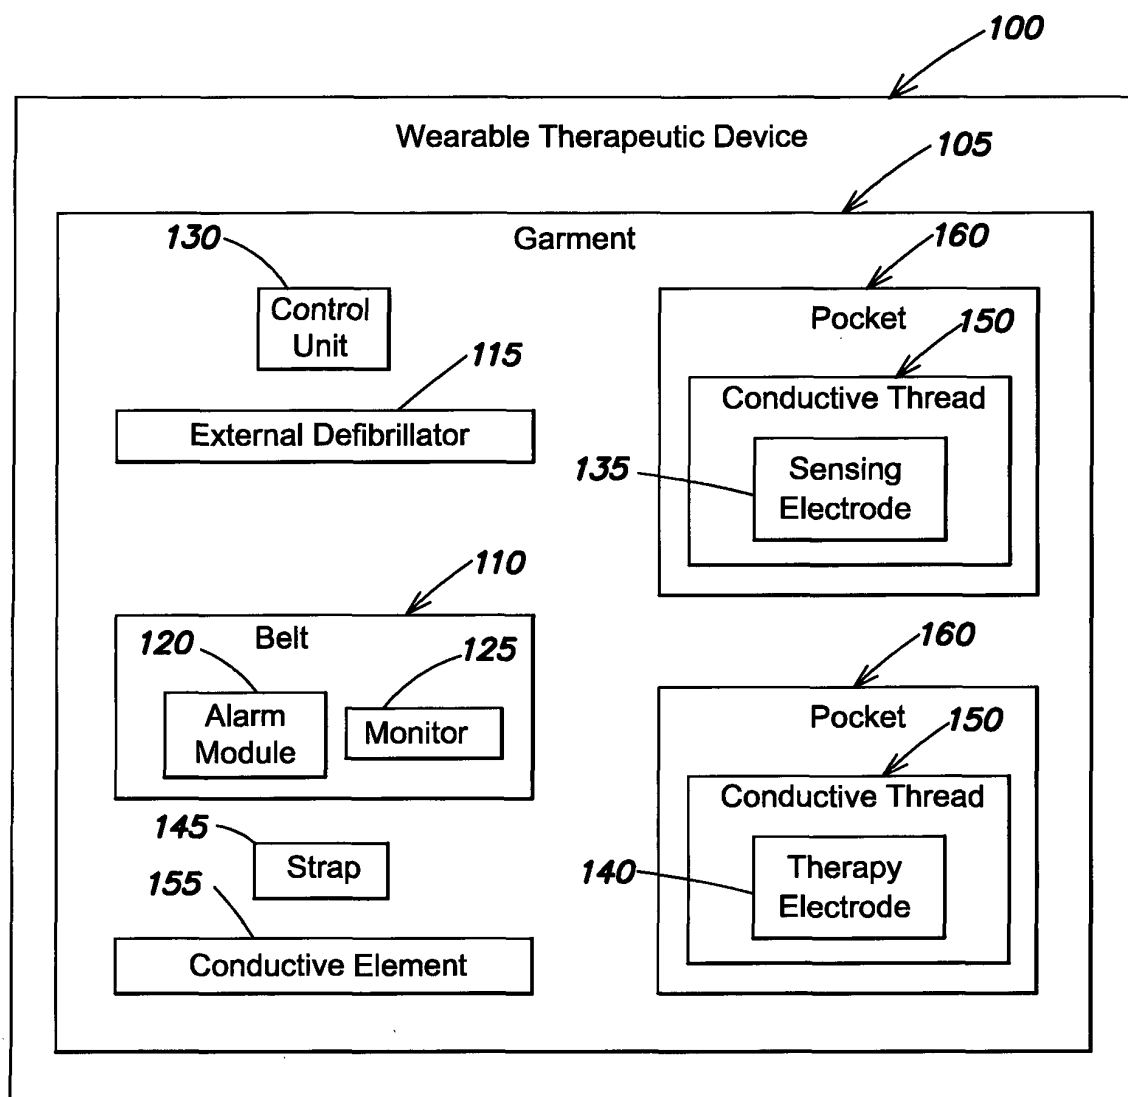 100
Wearable Therapeutic Device
105
Garment
130
Control
Unit
115
External Defibrillator
160
Pocket
150
Conductive Thread
135
Sensing
Electrode
110
Belt
120
125
Alarm
Module
Monitor
145
Strap
155
Conductive Element
160
Pocket
150
Conductive Thread
140
Therapy
Electrode